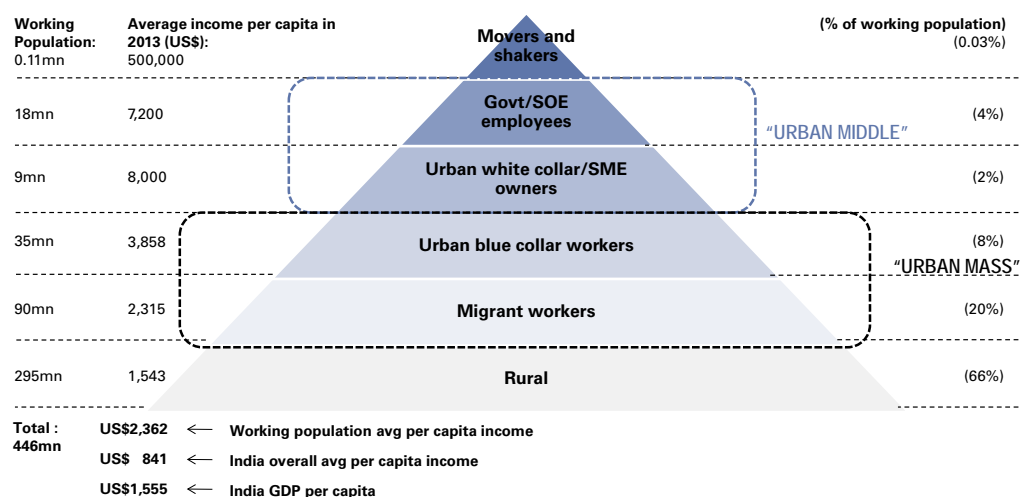 Working Population:
Average income per capita in 2013 (US$):
(% of working population)
0.11mn
500,000
Movers and
shakers
(0.03%)
18mn
7,200
Govt/SOE
employees
(4%)
"URBAN MIDDLE"
9mn
8,000
Urban white collar/SME
owners
(2%)
35mn
3,858
Urban blue collar workers
(8%)
"URBAN MASS"
90mn
2,315
Migrant workers
(20%)
295mn
1,543
Rural
(66%)
Total :
446mn
US$2,362 ← Working population avg per capita income
US$ 841 ← India overall avg per capita income
US$1,555 ← India GDP per capita